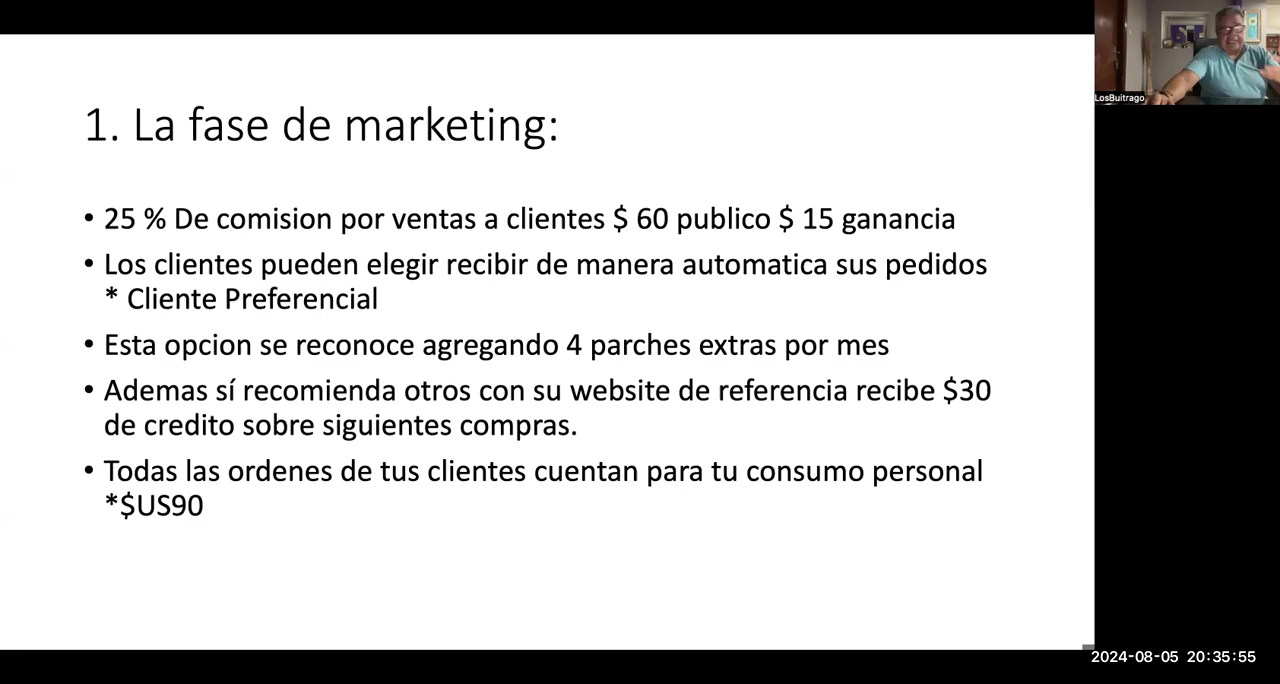 1. La fase de marketing:
• 25 % De comision por ventas a clientes $ 60 publico $ 15 ganancia
• Los clientes pueden elegir recibir de manera automatica sus pedidos
* Cliente Preferencial
• Esta opcion se reconoce agregando 4 parches extras por mes
• Ademas sí recomienda otros con su website de referencia recibe $30
de credito sobre siguientes compras.
• Todas las ordenes de tus clientes cuentan para tu consumo personal
*$US90
LosBuitrago
2024-08-05 20:35:55